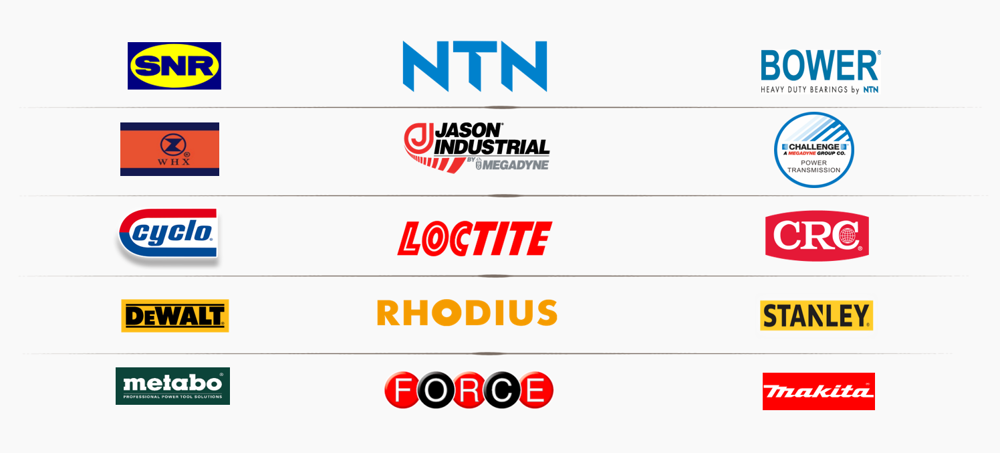 SNR
NTN
BOWER®
HEAVY DUTY BEARINGS by NTN
WHX®
JASON
INDUSTRIAL
BY MEGADYNE
CHALLENGE
A MEGADYNE GROUP CO.
POWER
TRANSMISSION
cyclo
LOCTITE
CRC
DEWALT
RHODIUS
STANLEY
metabo
PROFESSIONAL POWER TOOL SOLUTIONS
FORCE
makita